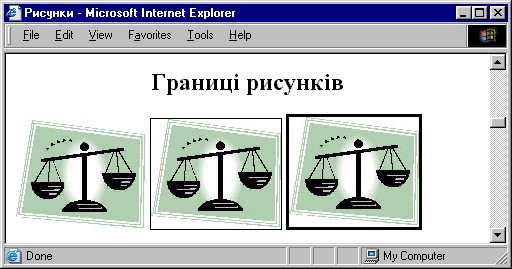 Рисунки - Microsoft Internet Explorer
File Edit View Favorites Tools Help
Границі рисунків
Done My Computer